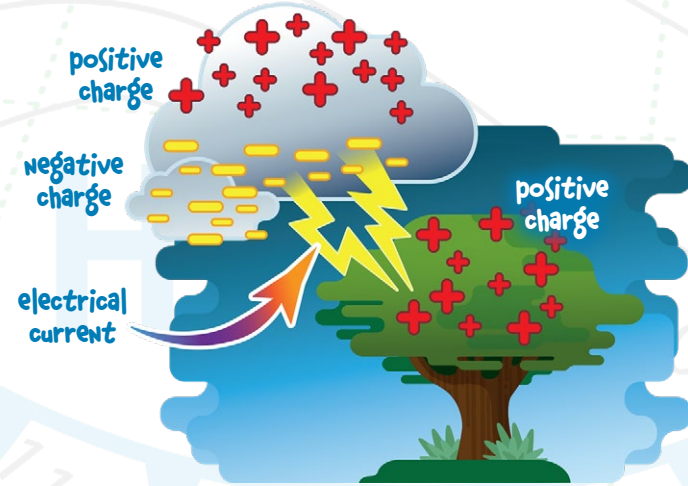 positive
charge
Negative
charge
positive
charge
electrical
current